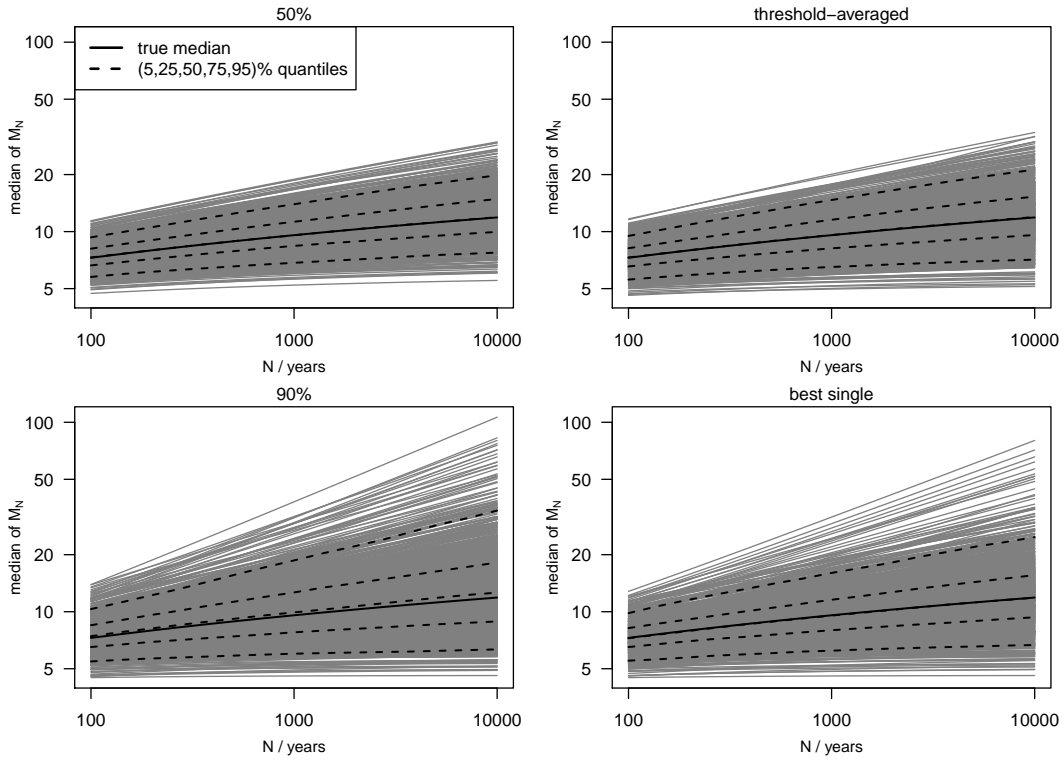 50%
true median
(5,25,50,75,95)% quantiles
100
50
20
10
5
median of M_N
100
1000
10000
N / years
threshold−averaged
100
50
20
10
5
median of M_N
100
1000
10000
N / years
90%
100
50
20
10
5
median of M_N
100
1000
10000
N / years
best single
100
50
20
10
5
median of M_N
100
1000
10000
N / years